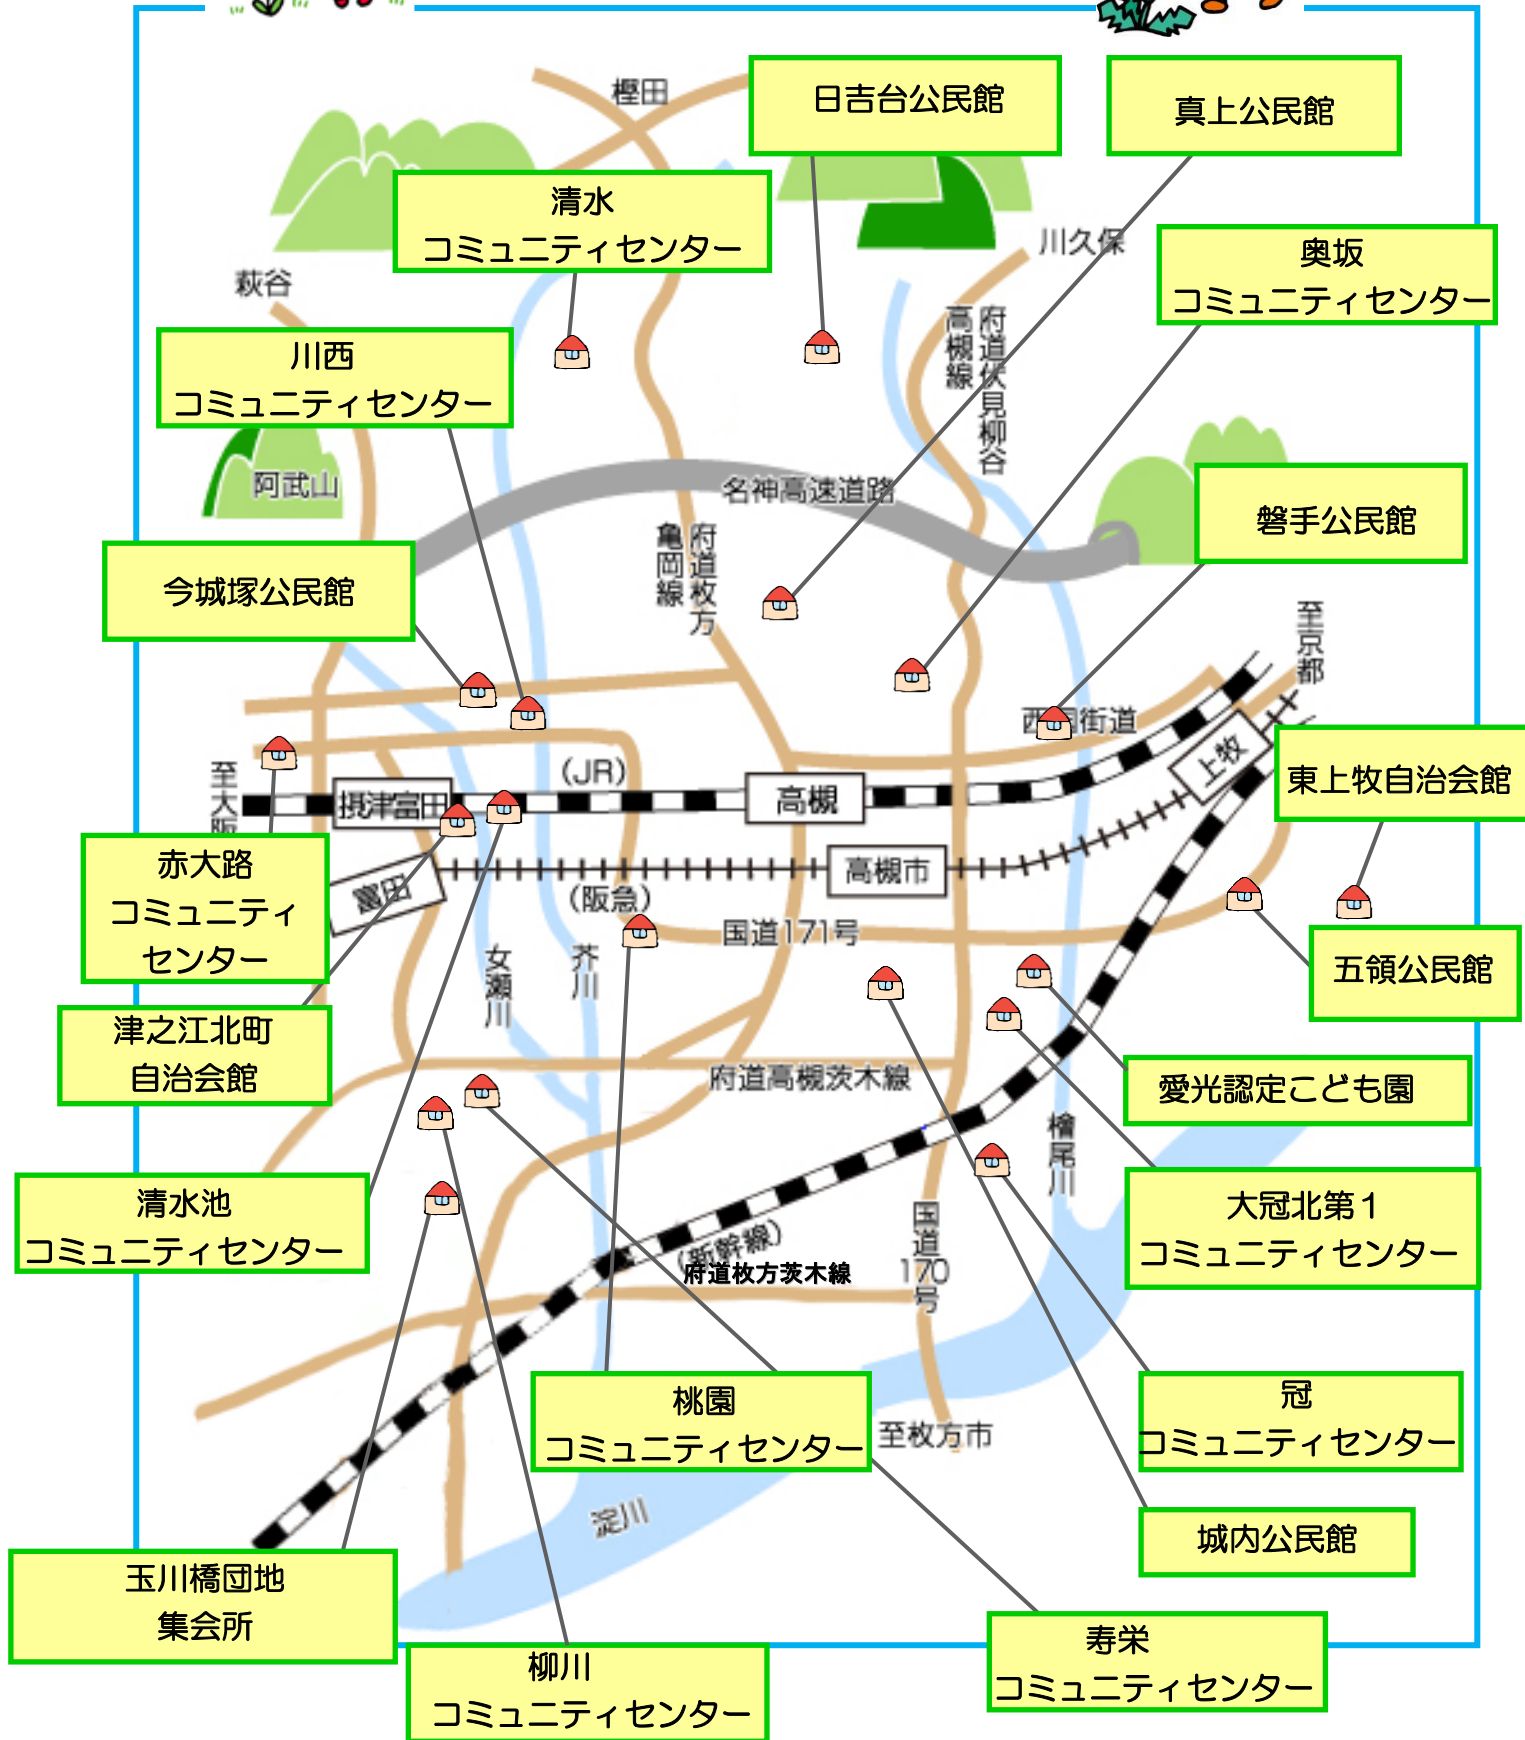 樫田
日吉台公民館
真上公民館
清水
コミュニティセンター
川久保
奥坂
コミュニティセンター
萩谷
府道伏見柳谷
高槻線
川西
コミュニティセンター
阿武山
名神高速道路
磐手公民館
府道枚方
亀岡線
今城塚公民館
至京都
西国街道
上牧
東上牧自治会館
至大阪
(JR)
摂津富田
高槻
赤大路
コミュニティ
センター
富田
(阪急)
高槻市
国道171号
五領公民館
女瀬川
芥川
津之江北町
自治会館
府道高槻茨木線
愛光認定こども園
檜尾川
清水池
コミュニティセンター
大冠北第1
コミュニティセンター
国道170号
(新幹線)
府道枚方茨木線
桃園
コミュニティセンター
至枚方市
冠
コミュニティセンター
淀川
城内公民館
玉川橋団地
集会所
柳川
コミュニティセンター
寿栄
コミュニティセンター